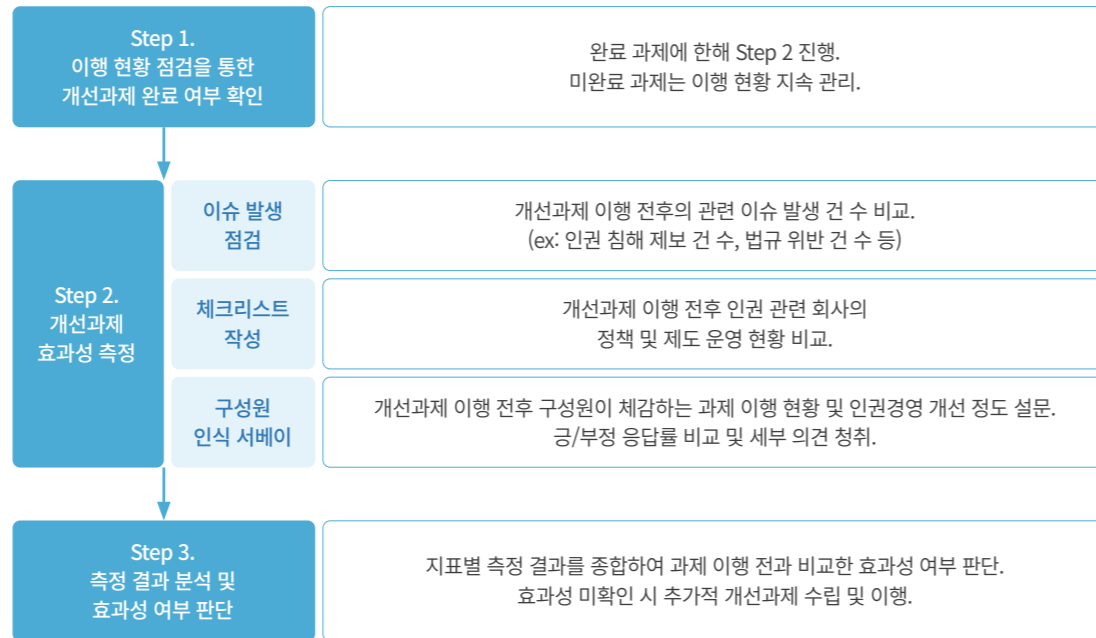 Step 1.
이행 현황 점검을 통한
개선과제 완료 여부 확인
완료 과제에 한해 Step 2 진행.
미완료 과제는 이행 현황 지속 관리.
Step 2.
개선과제
효과성 측정
이슈 발생
점검
개선과제 이행 전후의 관련 이슈 발생 건 수 비교.
(ex: 인권 침해 제보 건 수, 법규 위반 건 수 등)
체크리스트
작성
개선과제 이행 전후 인권 관련 회사의
정책 및 제도 운영 현황 비교.
구성원
인식 서베이
개선과제 이행 전후 구성원이 체감하는 과제 이행 현황 및 인권경영 개선 정도 설문.
긍/부정 응답률 비교 및 세부 의견 청취.
Step 3.
측정 결과 분석 및
효과성 여부 판단
지표별 측정 결과를 종합하여 과제 이행 전과 비교한 효과성 여부 판단.
효과성 미확인 시 추가적 개선과제 수립 및 이행.